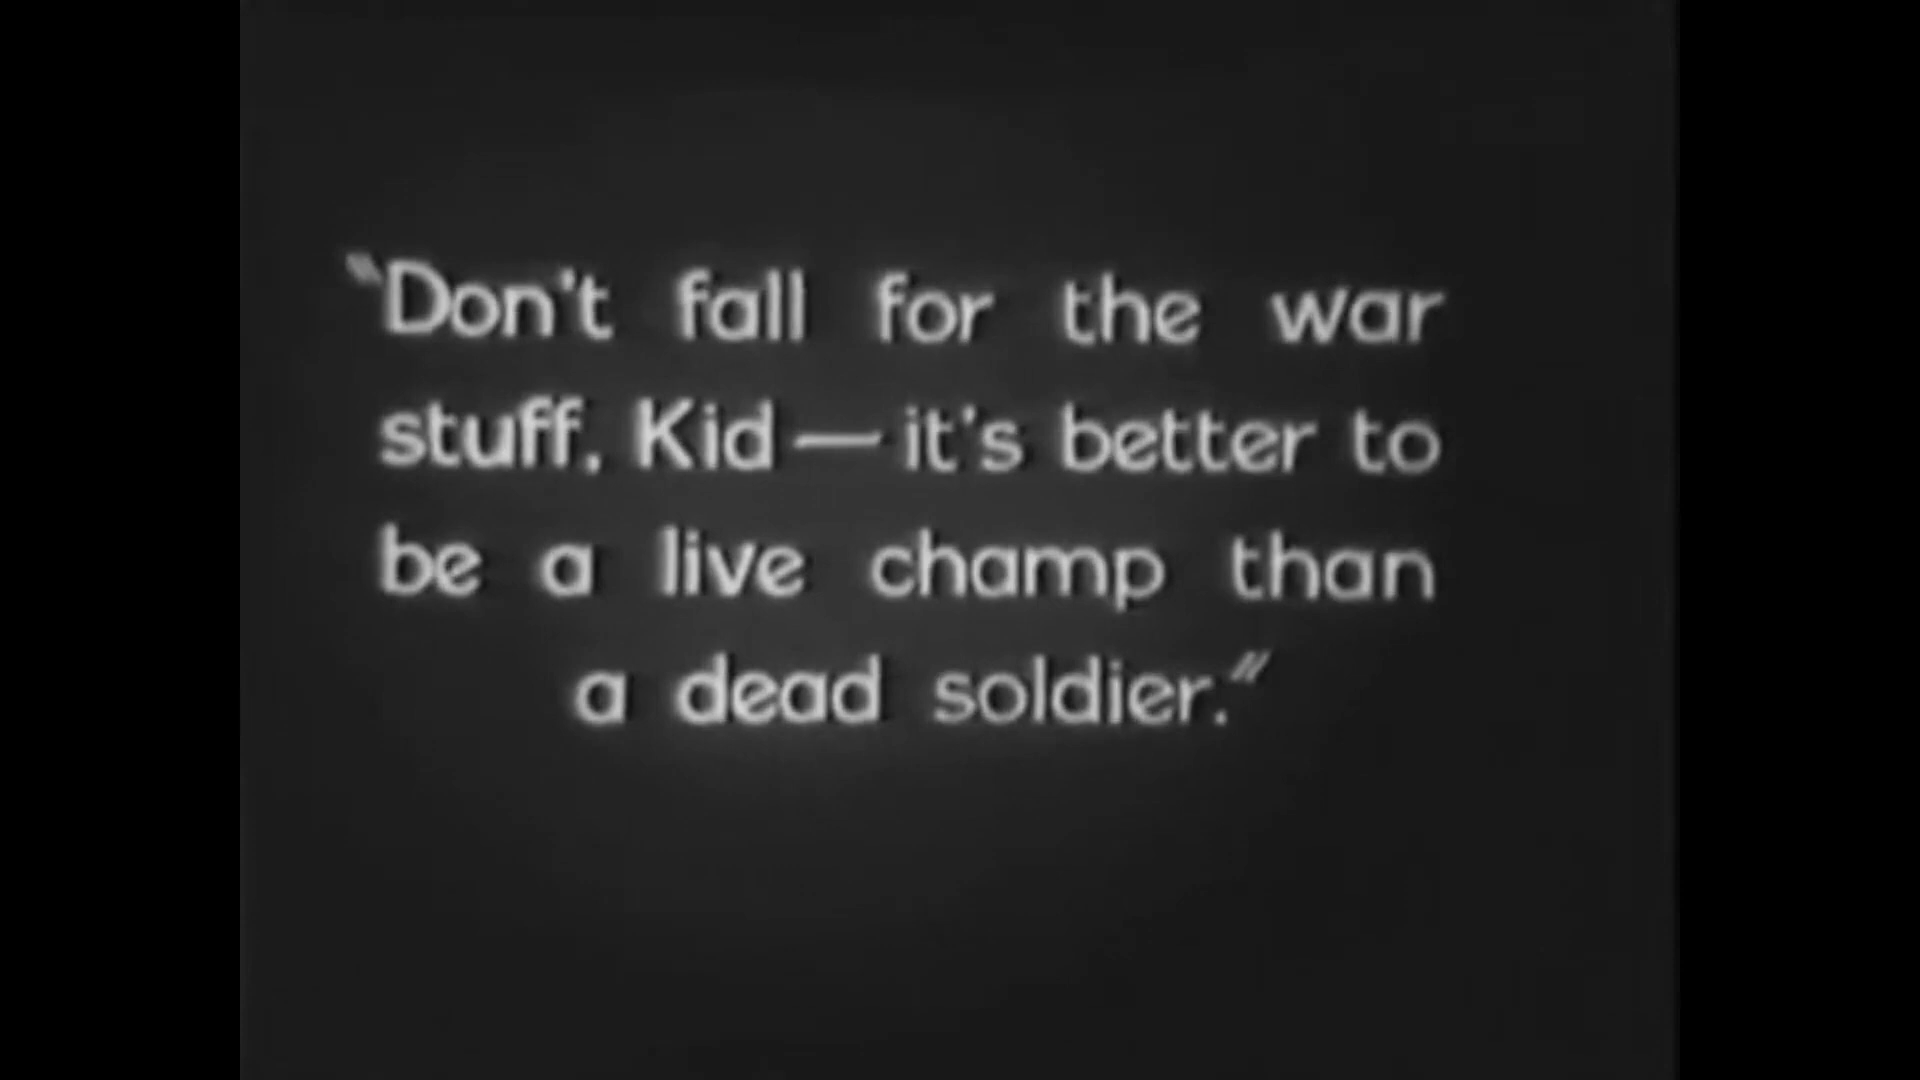 "Don't fall for the war
stuff, Kid—it's better to
be a live champ than
a dead soldier."